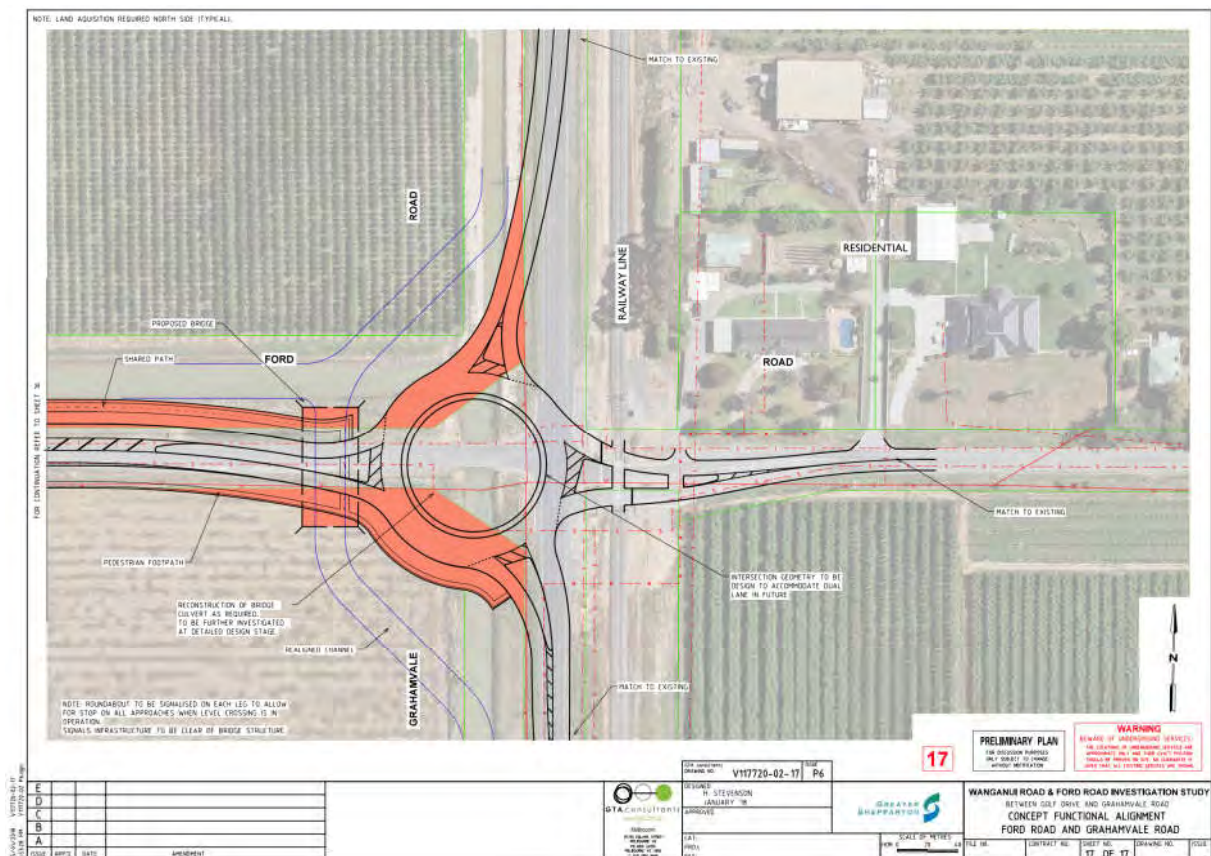 NOTE: LAND AQUISITION REQUIRED NORTH SIDE (TYPICAL).
MATCH TO EXISTING
ROAD
RAILWAY LINE
RESIDENTIAL
PROPOSED BRIDGE
SHARED PATH
FORD
ROAD
FOR CONTINUATION REFER TO SHEET 16
MATCH TO EXISTING
PEDESTRIAN FOOTPATH
INTERSECTION GEOMETRY TO BE
DESIGN TO ACCOMMODATE DUAL
LANE IN FUTURE
RECONSTRUCTION OF BRIDGE
CULVERT AS REQUIRED.
TO BE FURTHER INVESTIGATED
AT DETAILED DESIGN STAGE.
REALIGNED CHANNEL
GRAHAMVALE
MATCH TO EXISTING
N
NOTE: ROUNDABOUT TO BE SIGNALISED ON EACH LEG TO ALLOW
FOR STOP ON ALL APPROACHES WHEN LEVEL CROSSING IS IN
OPERATION.
SIGNALS INFRASTRUCTURE TO BE CLEAR OF BRIDGE STRUCTURE.
17
PRELIMINARY PLAN
FOR DISCUSSION PURPOSES
ONLY SUBJECT TO CHANGE
WITHOUT NOTIFICATION
WARNING
BEWARE OF UNDERGROUND SERVICES
E
D
C
B
A
ISSUE APP'D DATE AMENDMENT
GTA consultants
Melbourne
DRAWING NO. V117720-02-17
ISSUE P6
DESIGNED
H. STEVENSON
JANUARY '18
APPROVED
GREATER
SHEPPARTON
SCALE OF METRES
WANGANUI ROAD & FORD ROAD INVESTIGATION STUDY
BETWEEN GOLF DRIVE AND GRAHAMVALE ROAD
CONCEPT FUNCTIONAL ALIGNMENT
FORD ROAD AND GRAHAMVALE ROAD
FILE NO.
CONTRACT NO.
SHEET NO.
17 OF 17
DRAWING NO.
ISSUE